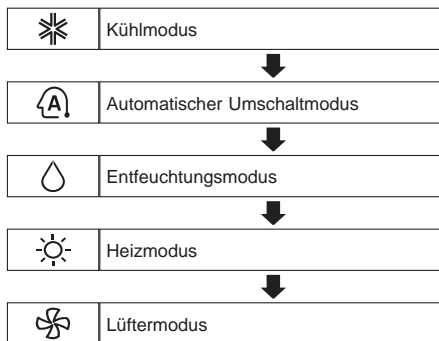 Kühlmodus
A Automatischer Umschaltmodus
Entfeuchtungsmodus
Heizmodus
Lüftermodus